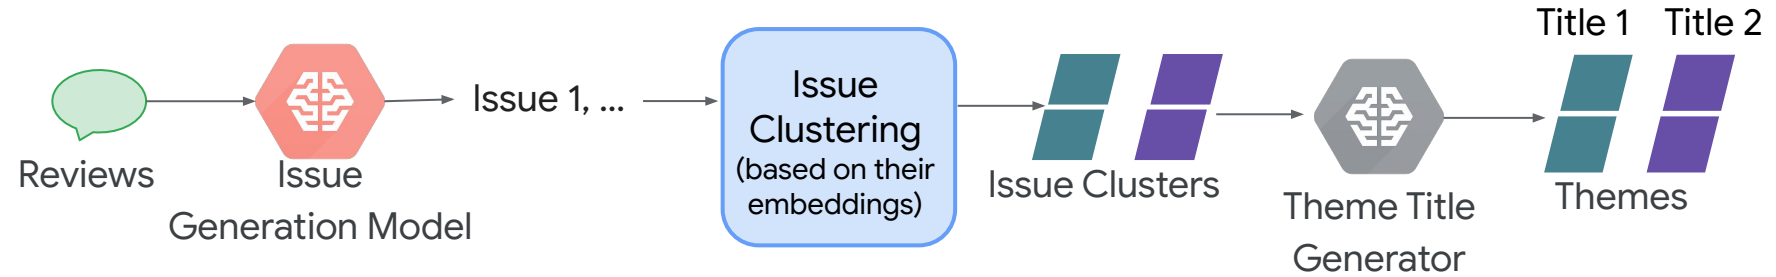 Reviews
Issue
Generation Model
Issue 1, ...
Issue
Clustering
(based on their
embeddings)
Issue Clusters
Theme Title
Generator
Title 1
Title 2
Themes